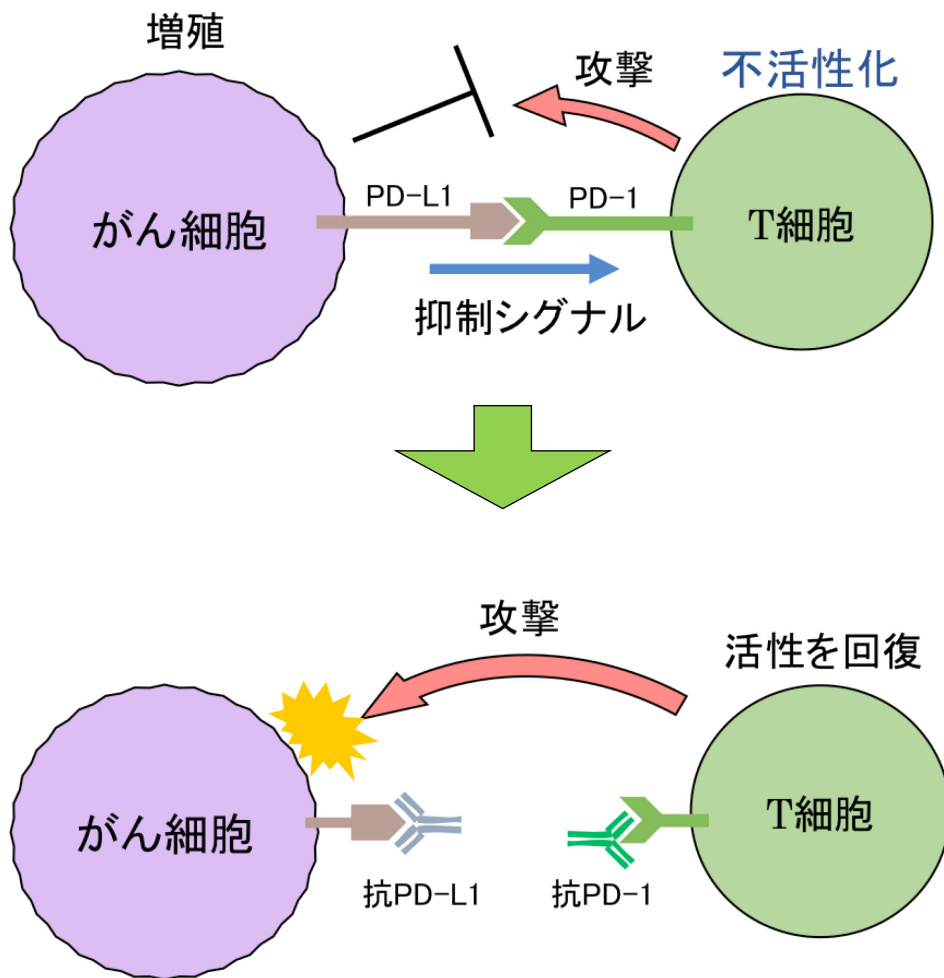 増殖
攻撃
不活性化
PD-L1
PD-1
がん細胞
T細胞
抑制シグナル
攻撃
活性を回復
がん細胞
T細胞
抗PD-L1
抗PD-1